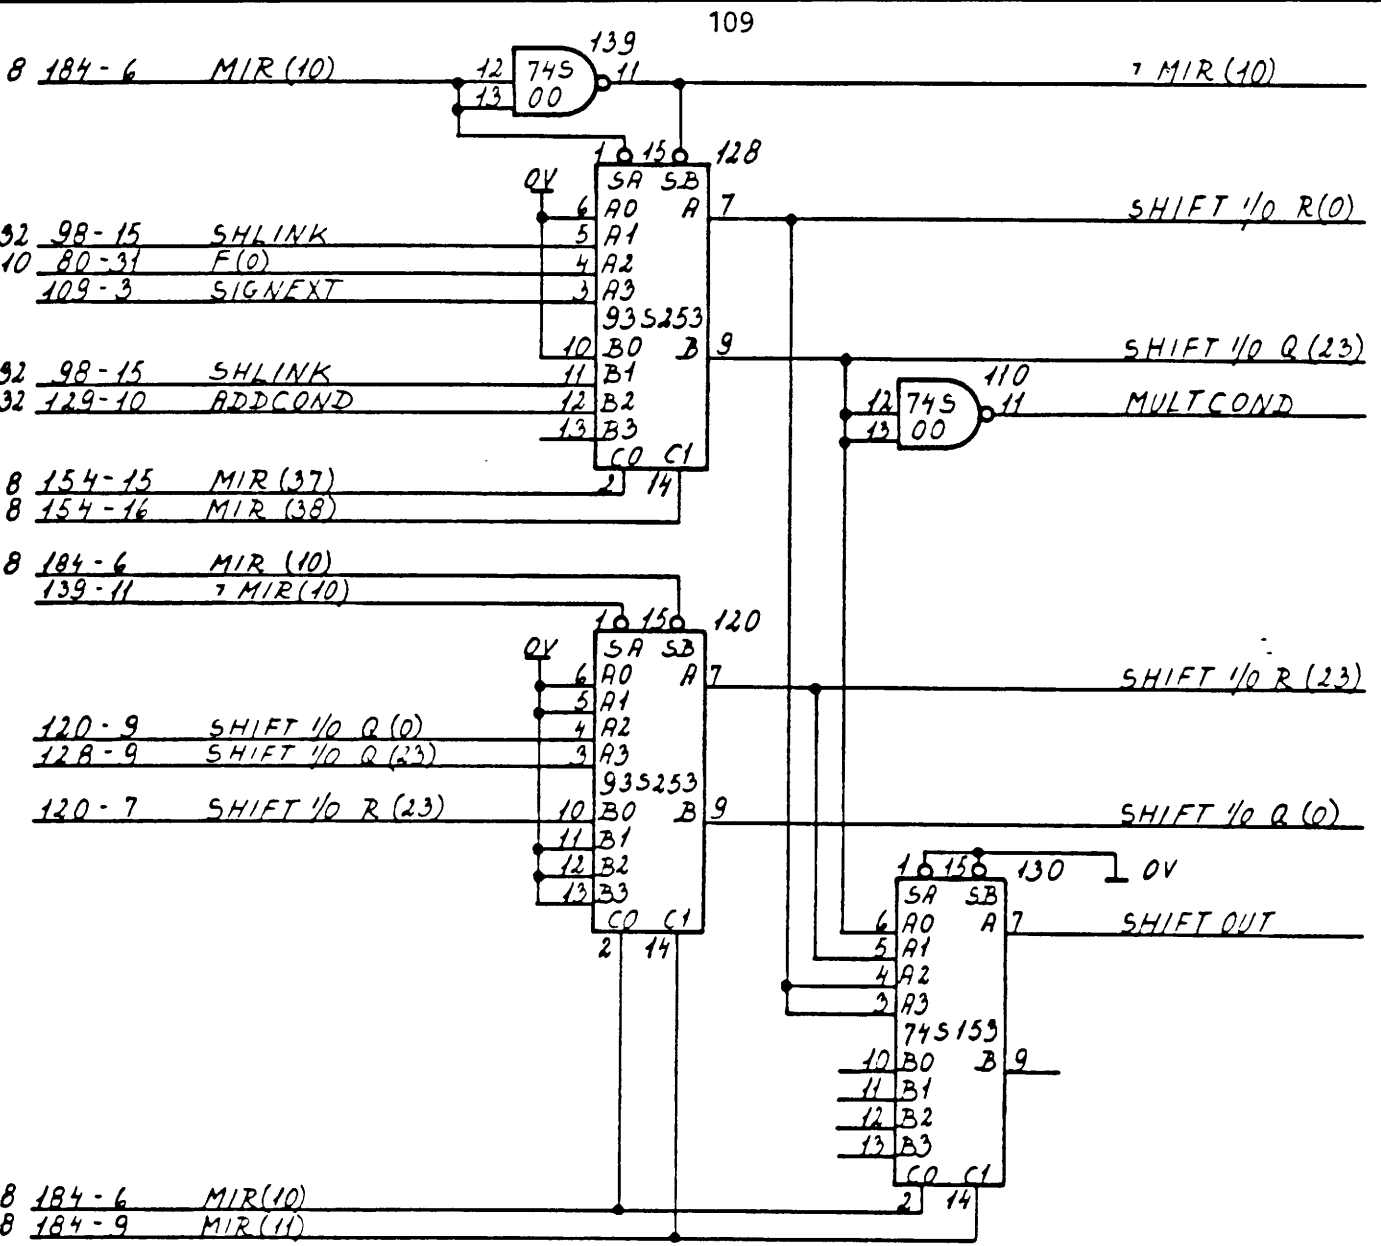 109
139
8 184-6 MIR(10) 12 74S 11 ¬ MIR(10)
13 00
1 15 128
0V SA SB
6 A0 A 7 SHIFT I/O R(0)
32 98-15 SHLINK 5 A1
10 80-31 F(0) 4 A2
109-3 SIGNEXT 3 A3
93S253
10 B0 B 9 SHIFT I/O Q(23)
32 98-15 SHLINK 11 B1 110
32 129-10 ADDCOND 12 B2 12 74S 11 MULTCOND
13 B3 13 00
C0 C1
8 154-15 MIR(37) 2 14
8 154-16 MIR(38)
8 184-6 MIR(10)
139-11 ¬ MIR(10)
1 15 120
0V SA SB
6 A0 A 7 SHIFT I/O R(23)
5 A1
120-9 SHIFT I/O Q(0) 4 A2
128-9 SHIFT I/O Q(23) 3 A3
93S253
120-7 SHIFT I/O R(23) 10 B0 B 9 SHIFT I/O Q(0)
11 B1
12 B2 1 15 130 0V
13 B3 SA SB
C0 C1 6 A0 A 7 SHIFT OUT
2 14 5 A1
4 A2
3 A3
74S153
10 B0 B 9
11 B1
12 B2
13 B3
C0 C1
8 184-6 MIR(10) 2 14
8 184-9 MIR(11)